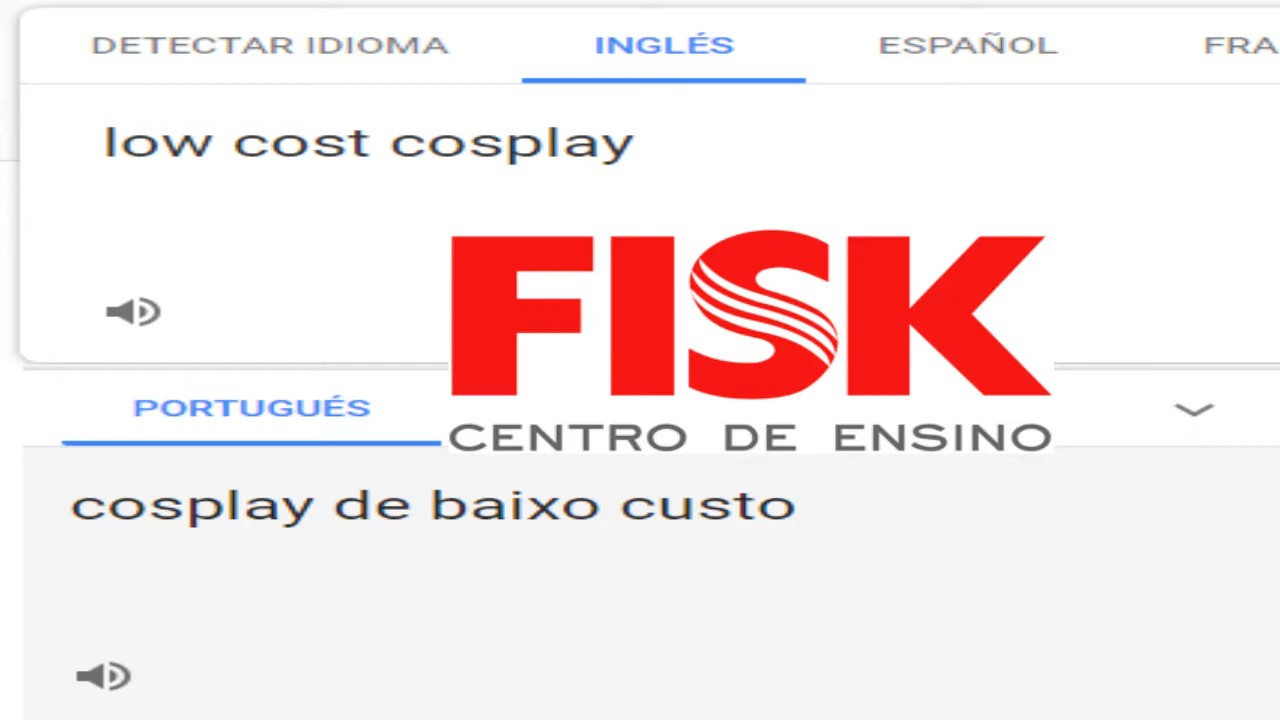 DETECTAR IDIOMA INGLÉS ESPAÑOL FRA
low cost cosplay
FISK
CENTRO DE ENSINO
PORTUGUÉS
cosplay de baixo custo